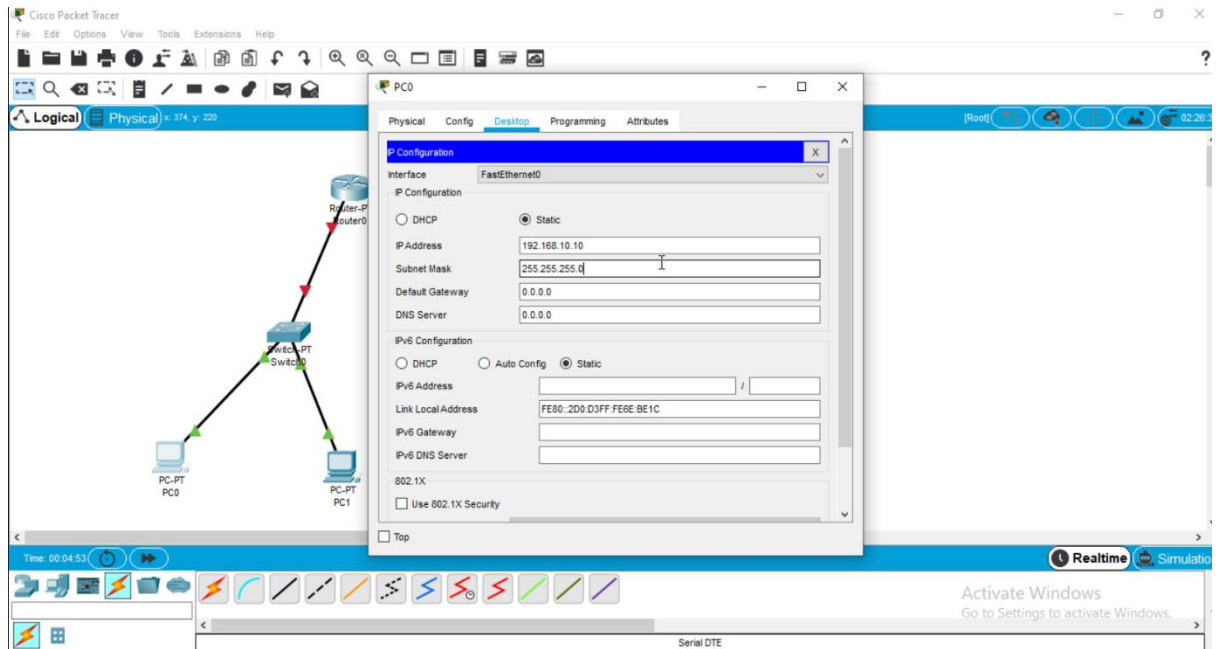 Cisco Packet Tracer
File Edit Options View Tools Extensions Help
?
Logical Physical x: 374, y: 220
[Root]
02:26:3
PC0
Physical Config Desktop Programming Attributes
IP Configuration X
Interface FastEthernet0
IP Configuration
DHCP Static
IP Address 192.168.10.10
Subnet Mask 255.255.255.0
Default Gateway 0.0.0.0
DNS Server 0.0.0.0
IPv6 Configuration
DHCP Auto Config Static
IPv6 Address /
Link Local Address FE80::2D0:D3FF:FE6E:BE1C
IPv6 Gateway
IPv6 DNS Server
802.1X
Use 802.1X Security
Top
Router-P
Router0
Switch-PT
Switch0
PC-PT
PC0
PC-PT
PC1
Time: 00:04:53
Realtime Simulatio
Activate Windows
Go to Settings to activate Windows.
Serial DTE